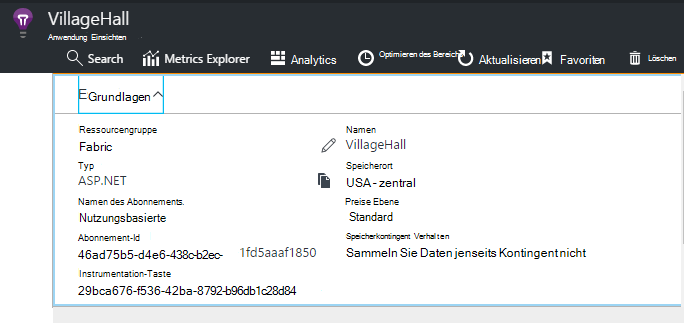 VillageHall
Anwendung Einsichten
Search Metrics Explorer Analytics Optimieren des Bereichs Aktualisieren Favoriten Löschen
E Grundlagen
Ressourcengruppe Namen
Fabric VillageHall
Typ Speicherort
ASP.NET USA - zentral
Namen des Abonnements. Preise Ebene
Nutzungsbasierte Standard
Abonnement-Id Speicherkontingent Verhalten
46ad75b5-d4e6-438c-b2ec- 1fd5aaaf1850 Sammeln Sie Daten jenseits Kontingent nicht
Instrumentation-Taste
29bca676-f536-42ba-8792-b96db1c28d84